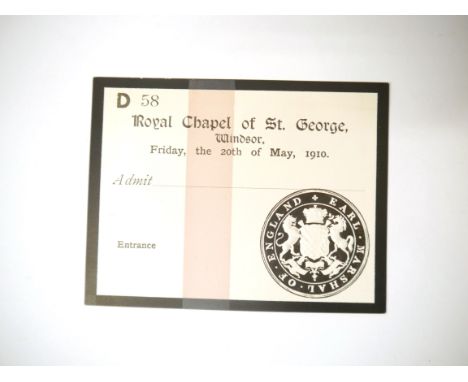 D 58
Royal Chapel of St. George,
Windsor,
Friday, the 20th of May, 1910.
Admit
Entrance
EARL · MARSHAL · OF · ENGLAND